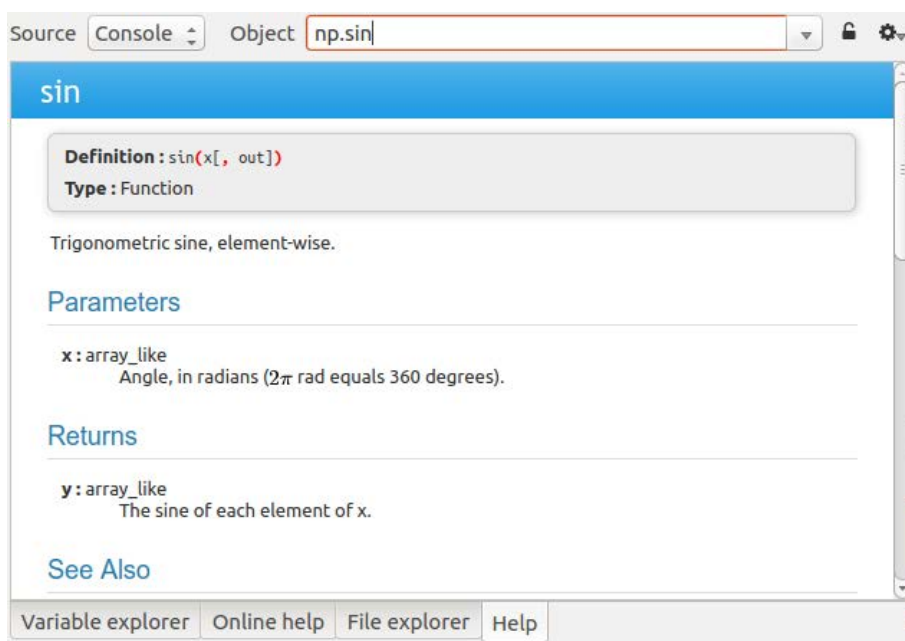 Source Console Object np.sin
sin
Definition : sin(x[, out])
Type : Function
Trigonometric sine, element-wise.
Parameters
x : array_like
Angle, in radians (2π rad equals 360 degrees).
Returns
y : array_like
The sine of each element of x.
See Also
Variable explorer Online help File explorer Help